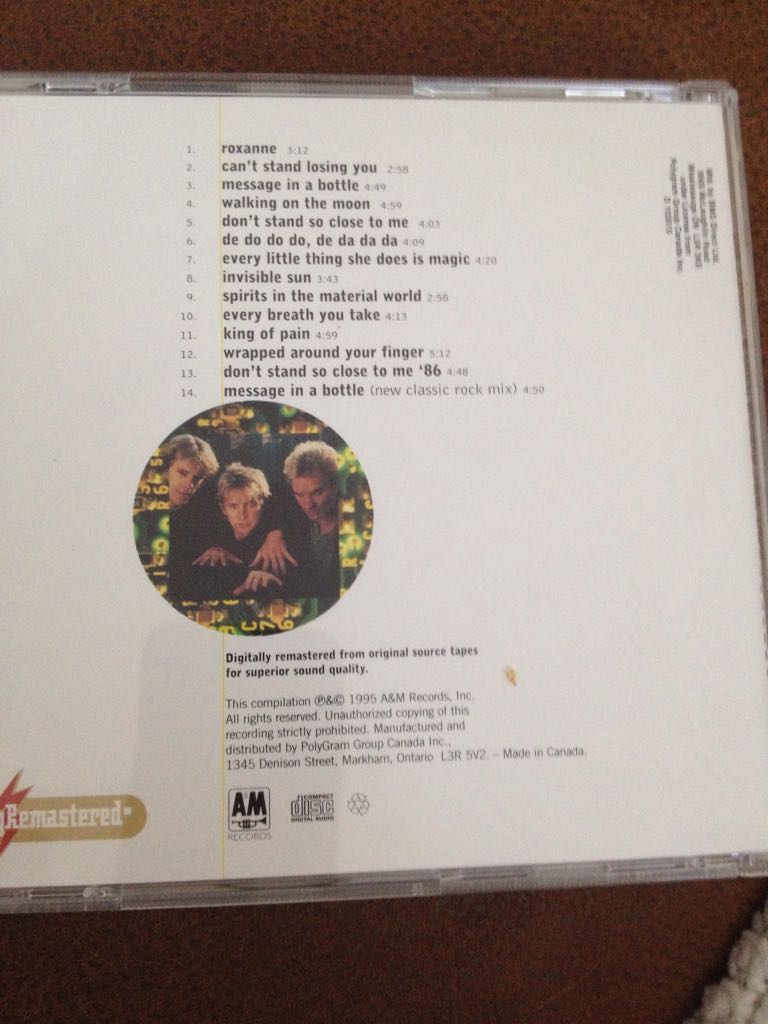 1. roxanne 3:12
2. can't stand losing you 2:58
3. message in a bottle 4:49
4. walking on the moon 4:59
5. don't stand so close to me 4:03
6. de do do do, de da da da 4:09
7. every little thing she does is magic 4:20
8. invisible sun 3:43
9. spirits in the material world 2:58
10. every breath you take 4:13
11. king of pain 4:59
12. wrapped around your finger 5:12
13. don't stand so close to me '86 4:48
14. message in a bottle (new classic rock mix) 4:50
Digitally remastered from original source tapes
for superior sound quality.
This compilation ℗&© 1995 A&M Records, Inc.
All rights reserved. Unauthorized copying of this
recording strictly prohibited. Manufactured and
distributed by PolyGram Group Canada Inc.,
1345 Denison Street, Markham, Ontario L3R 5V2. – Made in Canada.
Remastered
AM
RECORDS
COMPACT
disc
DIGITAL AUDIO
under License from
Polygram Group Canada Inc.